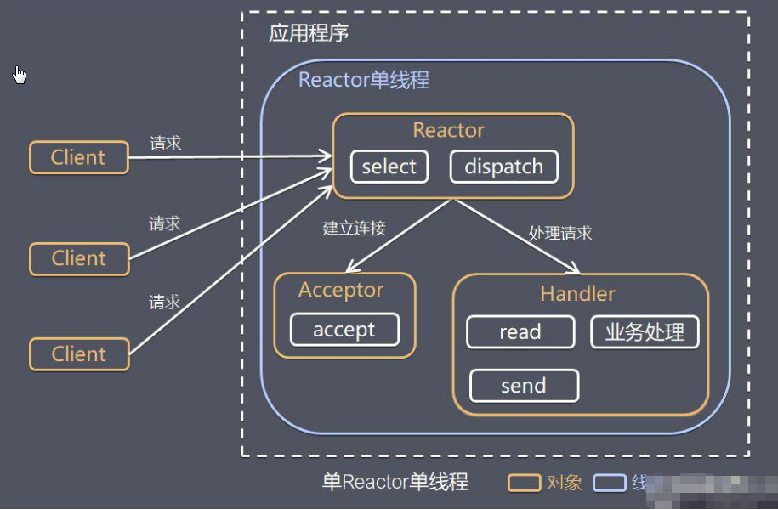 应用程序
Reactor单线程
Reactor
select
dispatch
Client
请求
Client
请求
Client
请求
建立连接
处理请求
Acceptor
accept
Handler
read
业务处理
send
单Reactor单线程
对象
线